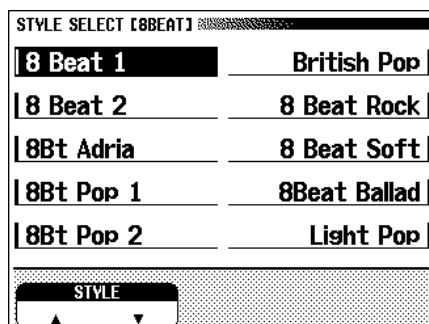 STYLE SELECT [8BEAT]
8 Beat 1
British Pop
8 Beat 2
8 Beat Rock
8Bt Adria
8 Beat Soft
8Bt Pop 1
8Beat Ballad
8Bt Pop 2
Light Pop
STYLE
▲ ▼